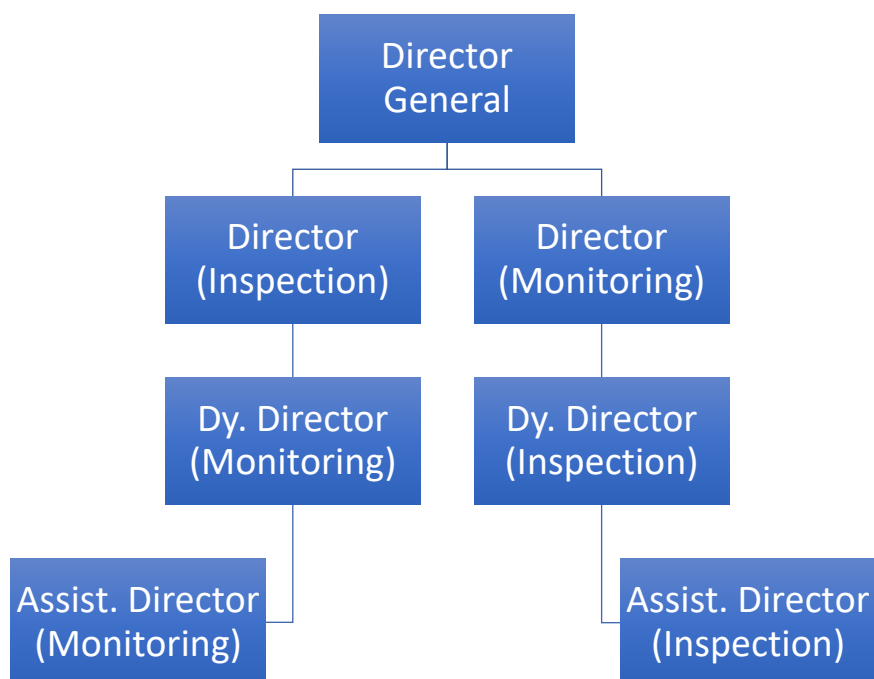 Director
General
Director
(Inspection)
Director
(Monitoring)
Dy. Director
(Monitoring)
Dy. Director
(Inspection)
Assist. Director
(Monitoring)
Assist. Director
(Inspection)